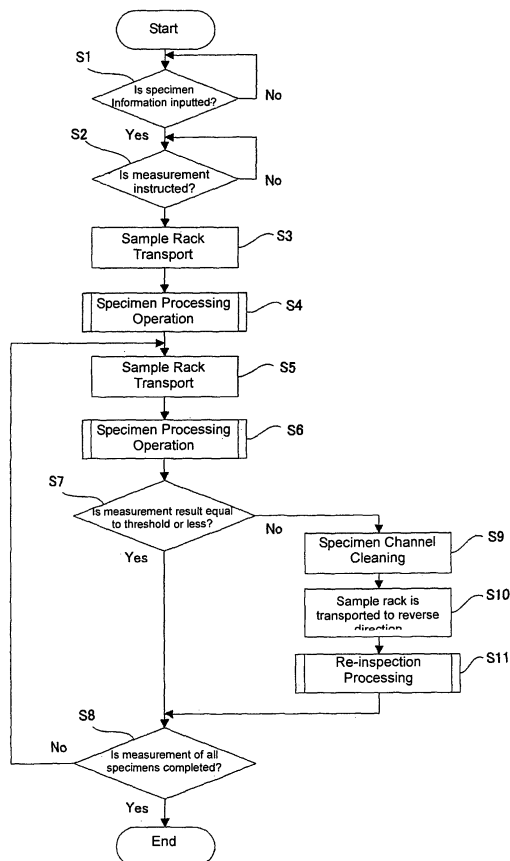 Start
S1
Is specimen
Information inputted?
No
Yes
S2
Is measurement
instructed?
No
Sample Rack
Transport
S3
Specimen Processing
Operation
S4
Sample Rack
Transport
S5
Specimen Processing
Operation
S6
S7
Is measurement result equal
to threshold or less?
No
Yes
Specimen Channel
Cleaning
S9
Sample rack is
transported to reverse
direction
S10
Re-inspection
Processing
S11
S8
No
Is measurement of all
specimens completed?
Yes
End